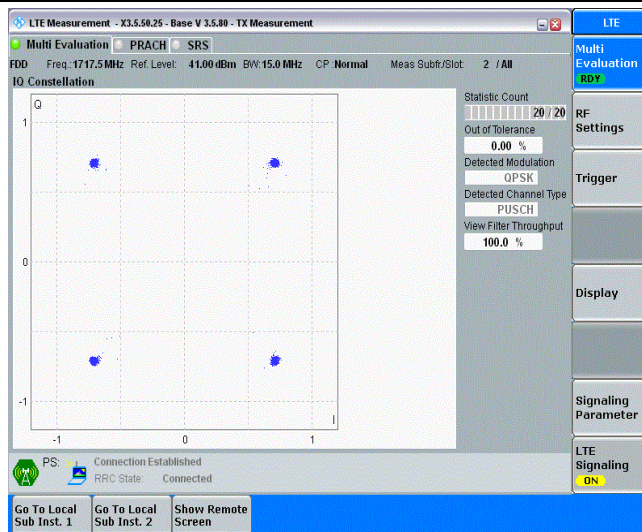 LTE Measurement - X3.5.50.25 - Base V 3.5.80 - TX Measurement
LTE
Multi Evaluation PRACH SRS
Multi
Evaluation
RDY
FDD Freq.:1717.5 MHz Ref. Level: 41.00 dBm BW:15.0 MHz CP :Normal Meas Subfr./Slot: 2 / All
IQ Constellation
Q
1
0
-1
-1 0 1
I
Statistic Count
20 / 20
Out of Tolerance
0.00 %
Detected Modulation
QPSK
Detected Channel Type
PUSCH
View Filter Throughput
100.0 %
RF
Settings
Trigger
Display
Signaling
Parameter
LTE
Signaling
ON
PS: Connection Established
RRC State: Connected
Go To Local
Sub Inst. 1
Go To Local
Sub Inst. 2
Show Remote
Screen